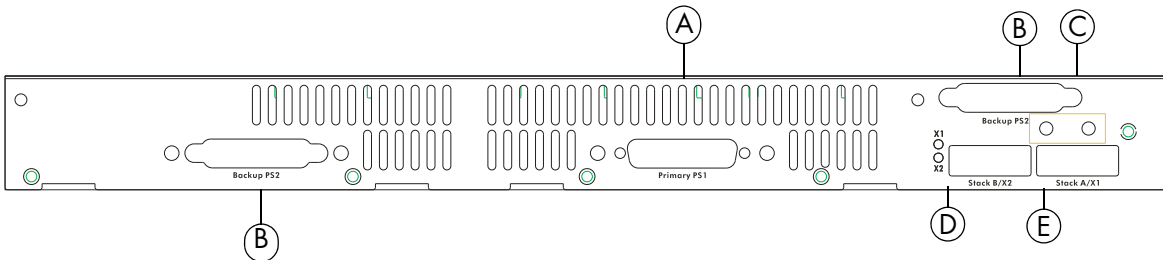 A
B
C
Backup PS2
X1
X2
Backup PS2
Primary PS1
Stack B/X2
Stack A/X1
B
D
E